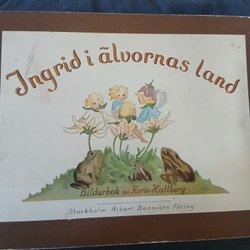 Ingrid i älvornas land
Bilderbok av Karin Hallberg
Stockholm Albert Bonniers Förlag